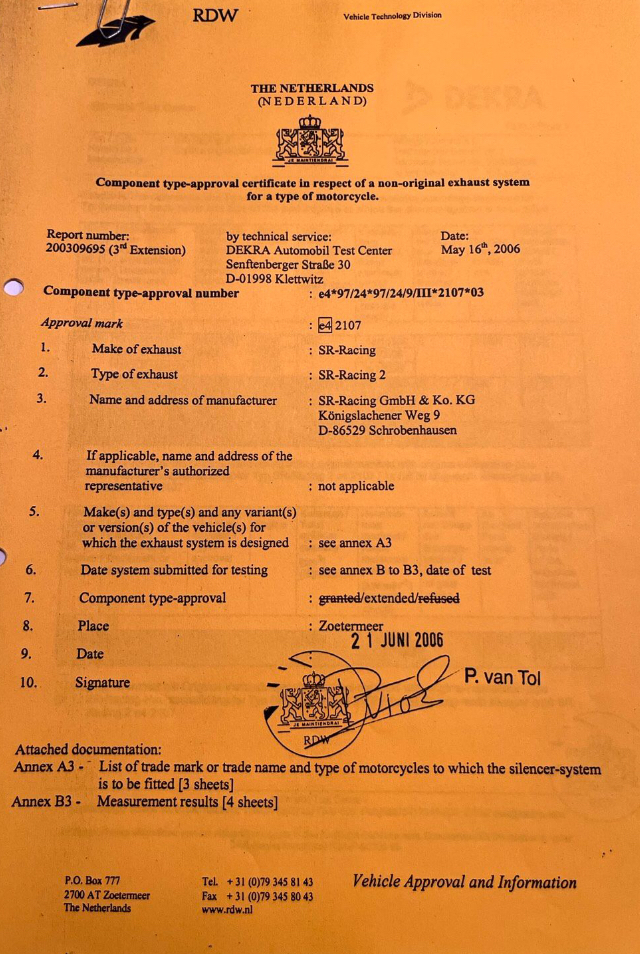 RDW
Vehicle Technology Division
THE NETHERLANDS
(NEDERLAND)
JE MAINTIENDRAI
Component type-approval certificate in respect of a non-original exhaust system
for a type of motorcycle.
Report number: by technical service: Date:
200309695 (3rd Extension) DEKRA Automobil Test Center May 16th, 2006
Senftenberger Straße 30
D-01998 Klettwitz
Component type-approval number : e4*97/24*97/24/9/III*2107*03
Approval mark : e4 2107
1. Make of exhaust : SR-Racing
2. Type of exhaust : SR-Racing 2
3. Name and address of manufacturer : SR-Racing GmbH & Ko. KG
Königslachener Weg 9
D-86529 Schrobenhausen
4. If applicable, name and address of the
manufacturer's authorized
representative : not applicable
5. Make(s) and type(s) and any variant(s)
or version(s) of the vehicle(s) for
which the exhaust system is designed : see annex A3
6. Date system submitted for testing : see annex B to B3, date of test
7. Component type-approval : granted/extended/refused
8. Place : Zoetermeer
9. Date : 21 JUNI 2006
10. Signature P. van Tol
JE MAINTIENDRAI
RDW
Attached documentation:
Annex A3 - List of trade mark or trade name and type of motorcycles to which the silencer-system
is to be fitted [3 sheets]
Annex B3 - Measurement results [4 sheets]
P.O. Box 777 Tel. + 31 (0)79 345 81 43 Vehicle Approval and Information
2700 AT Zoetermeer Fax + 31 (0)79 345 80 43
The Netherlands www.rdw.nl
DEKRA